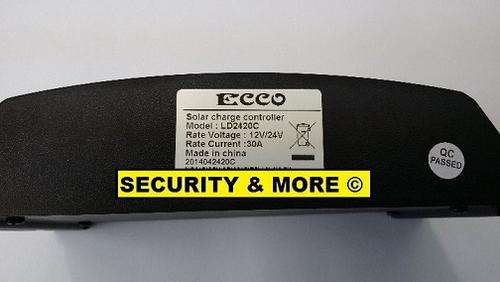 ECCO
Solar charge controller
Model : LD2420C
Rate Voltage : 12V/24V
Rate Current :30A
Made in china
2014042420C
QC
PASSED
SECURITY & MORE ©